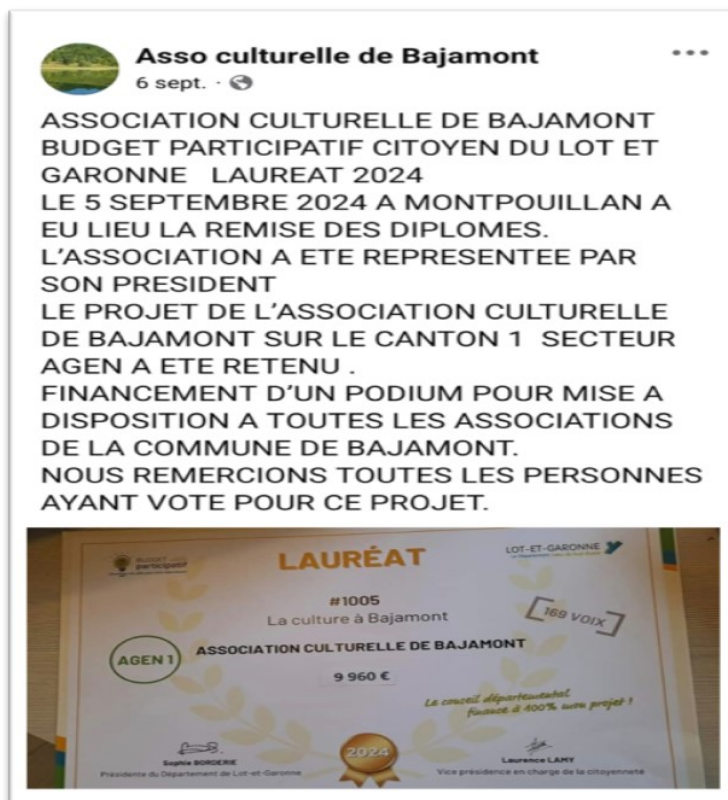 Asso culturelle de Bajamont
6 sept.
ASSOCIATION CULTURELLE DE BAJAMONT
BUDGET PARTICIPATIF CITOYEN DU LOT ET
GARONNE LAUREAT 2024
LE 5 SEPTEMBRE 2024 A MONTPOUILLAN A
EU LIEU LA REMISE DES DIPLOMES.
L'ASSOCIATION A ETE REPRESENTEE PAR
SON PRESIDENT
LE PROJET DE L'ASSOCIATION CULTURELLE
DE BAJAMONT SUR LE CANTON 1 SECTEUR
AGEN A ETE RETENU .
FINANCEMENT D'UN PODIUM POUR MISE A
DISPOSITION A TOUTES LES ASSOCIATIONS
DE LA COMMUNE DE BAJAMONT.
NOUS REMERCIONS TOUTES LES PERSONNES
AYANT VOTE POUR CE PROJET.
BUDGET
participatif
LAURÉAT
LOT-ET-GARONNE
#1005
La culture à Bajamont
169 VOIX
AGEN 1
ASSOCIATION CULTURELLE DE BAJAMONT
9 960 €
Le conseil départemental
finance à 100% mon projet !
2024
Sophie BORDERIE
Présidente du Département de Lot-et-Garonne
Laurence LAMY
Vice présidence en charge de la citoyenneté